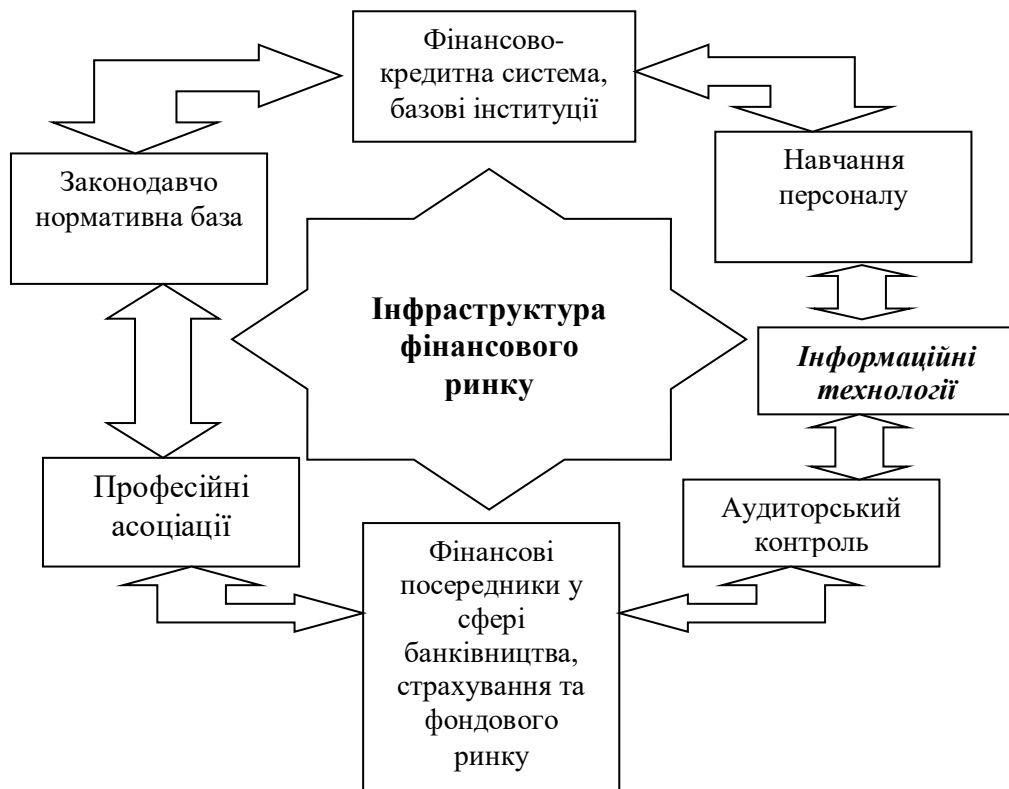 Фінансово-
кредитна система,
базові інституції
Законодавчо
нормативна база
Навчання
персоналу
Інфраструктура
фінансового
ринку
Інформаційні
технології
Професійні
асоціації
Аудиторський
контроль
Фінансові
посередники у
сфері
банківництва,
страхування та
фондового
ринку